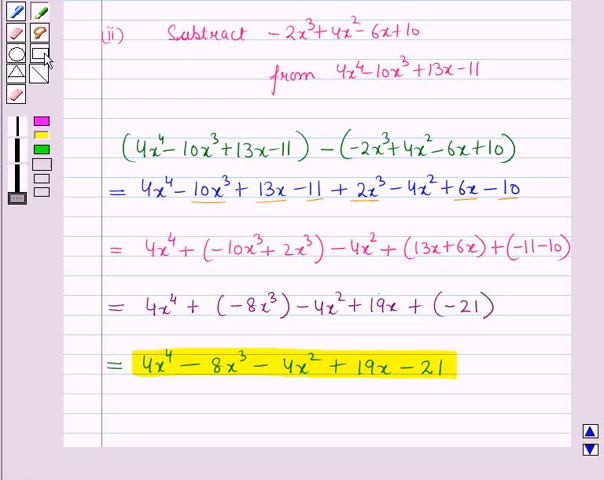 (ii) Subtract -2x³+4x²-6x+10
from 4x⁴-10x³+13x-11
(4x⁴-10x³+13x-11) - (-2x³+4x²-6x+10)
= 4x⁴-10x³+13x-11+2x³-4x²+6x-10
= 4x⁴+(-10x³+2x³)-4x²+(13x+6x)+(-11-10)
= 4x⁴+(-8x³)-4x²+19x+(-21)
= 4x⁴-8x³-4x²+19x-21